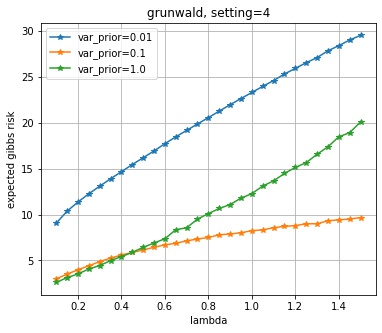 grunwald, setting=4
30
25
20
15
10
5
expected gibbs risk
var_prior=0.01
var_prior=0.1
var_prior=1.0
0.2
0.4
0.6
0.8
1.0
1.2
1.4
lambda